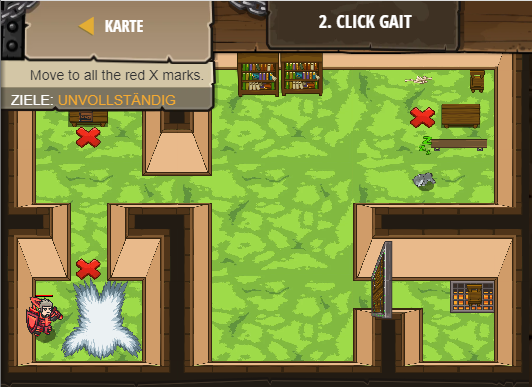 KARTE
2. CLICK GAIT
Move to all the red X marks.
ZIELE: UNVOLLSTÄNDIG